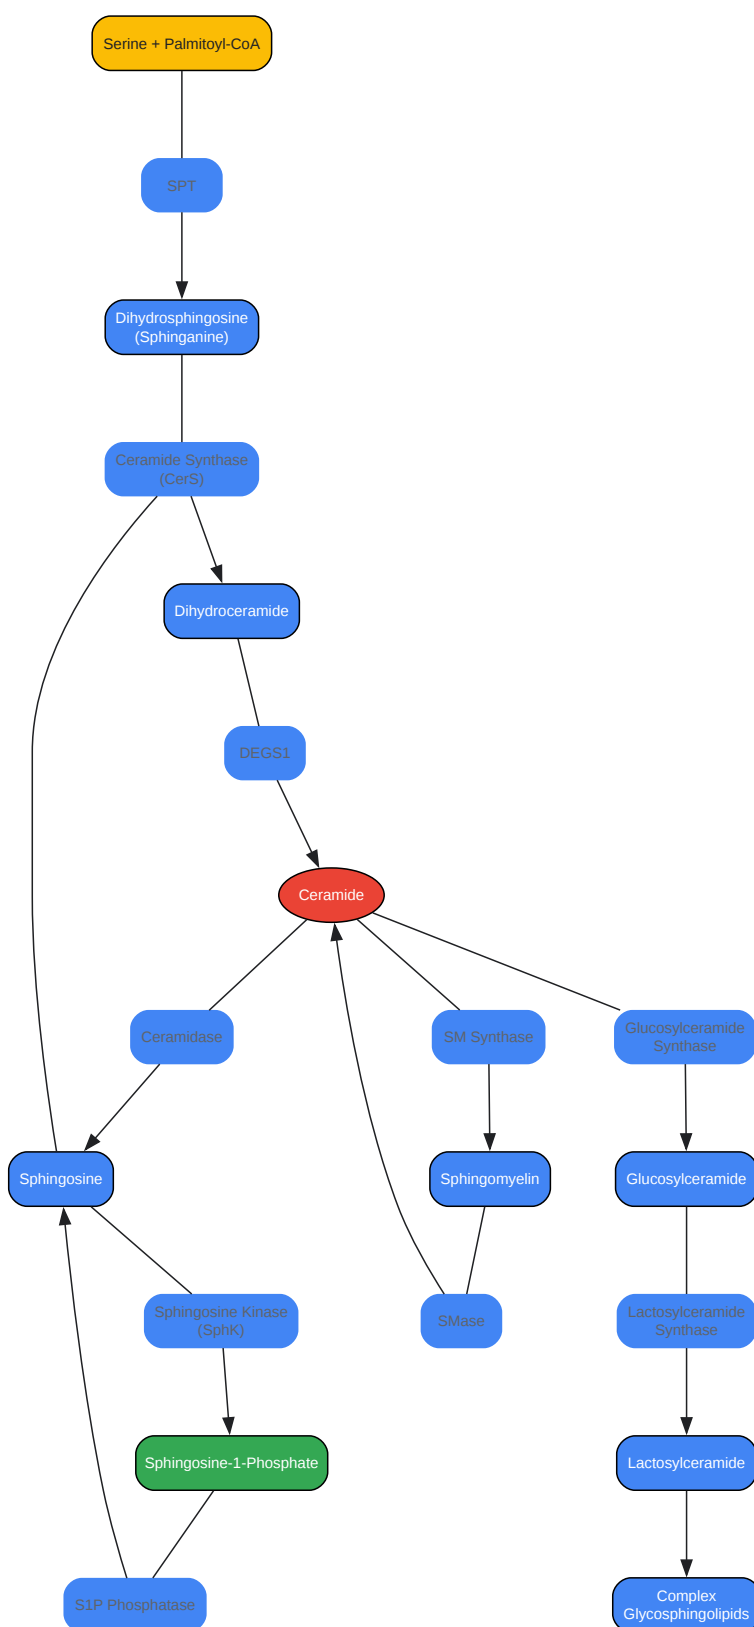 Serine + Palmitoyl-CoA
SPT
Dihydrosphingosine
(Sphinganine)
Ceramide Synthase
(CerS)
Dihydroceramide
DEGS1
Ceramide
Ceramidase
SM Synthase
Glucosylceramide
Synthase
Sphingosine
Sphingomyelin
Glucosylceramide
Sphingosine Kinase
(SphK)
SMase
Lactosylceramide
Synthase
Sphingosine-1-Phosphate
Lactosylceramide
S1P Phosphatase
Complex
Glycosphingolipids